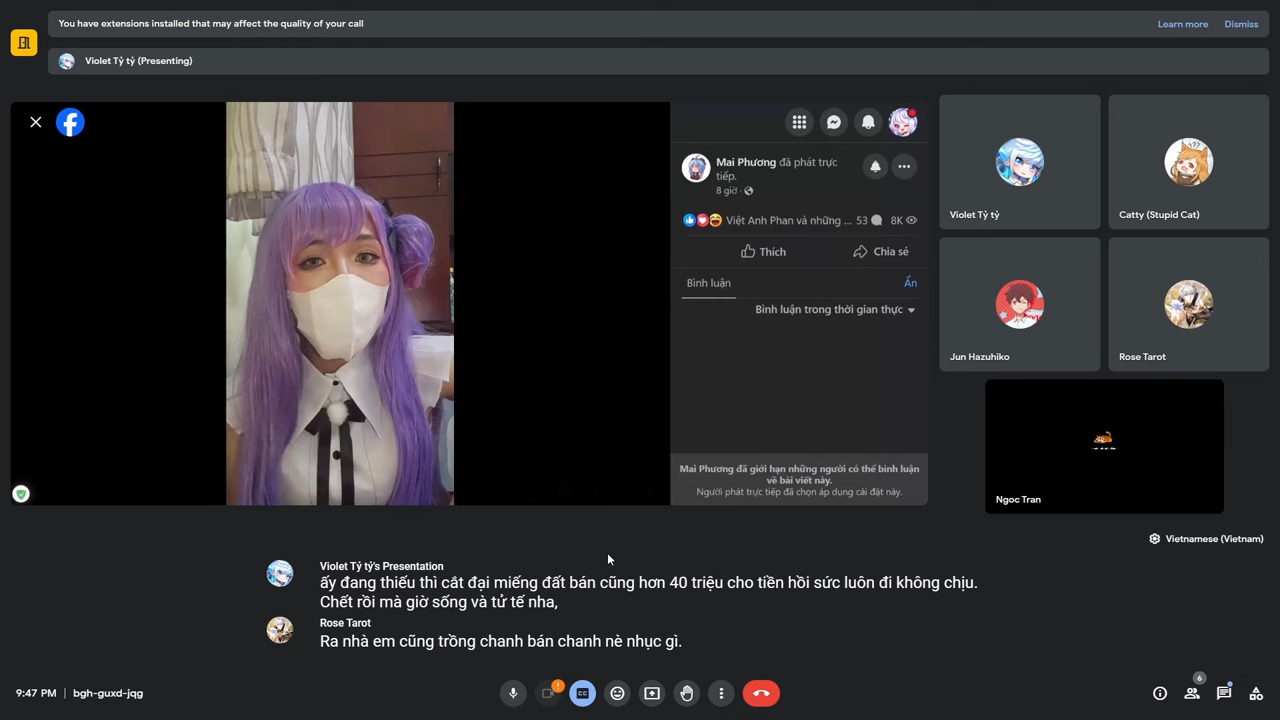 You have extensions installed that may affect the quality of your call
Learn more
Dismiss
Violet Tỷ tỷ (Presenting)
Mai Phương đã phát trực
tiếp.
8 giờ ·
Việt Anh Phan và những ...
53
8K
Thích
Chia sẻ
Bình luận
Ẩn
Bình luận trong thời gian thực
Mai Phương đã giới hạn những người có thể bình luận
về bài viết này.
Người phát trực tiếp đã chọn áp dụng cài đặt này.
Violet Tỷ tỷ
Catty (Stupid Cat)
Jun Hazuhiko
Rose Tarot
Ngoc Tran
Vietnamese (Vietnam)
Violet Tỷ tỷ's Presentation
ấy đang thiếu thì cắt đại miếng đất bán cũng hơn 40 triệu cho tiền hồi sức luôn đi không chịu.
Chết rồi mà giờ sống và tử tế nha,
Rose Tarot
Ra nhà em cũng trồng chanh bán chanh nè nhục gì.
9:47 PM | bgh-guxd-jqg
CC
6